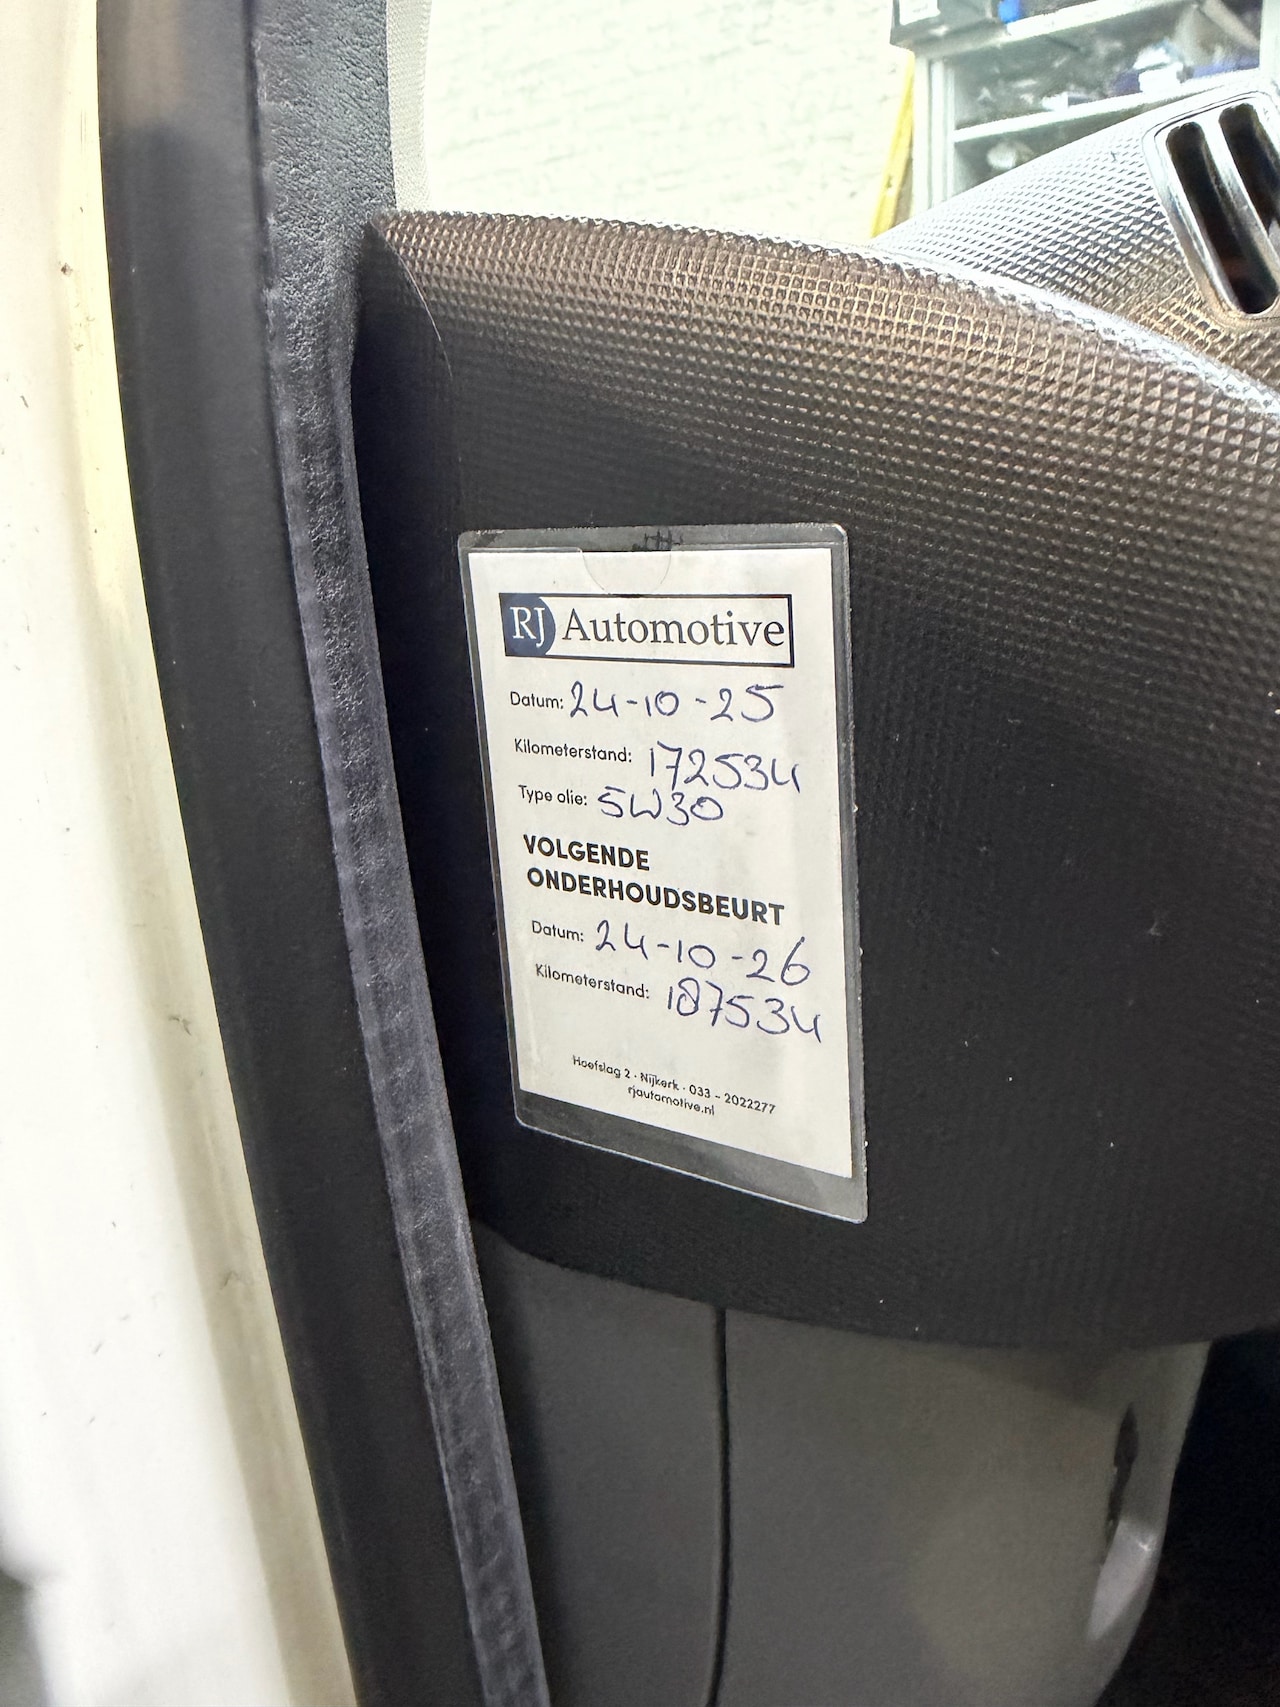 RJ Automotive
Datum: 24-10-25
Kilometerstand: 172534
Type olie: 5W30
VOLGENDE
ONDERHOUDSBEURT
Datum: 24-10-26
Kilometerstand: 187534
Hoefslag 2 · Nijkerk · 033 - 2022277
rjautomotive.nl